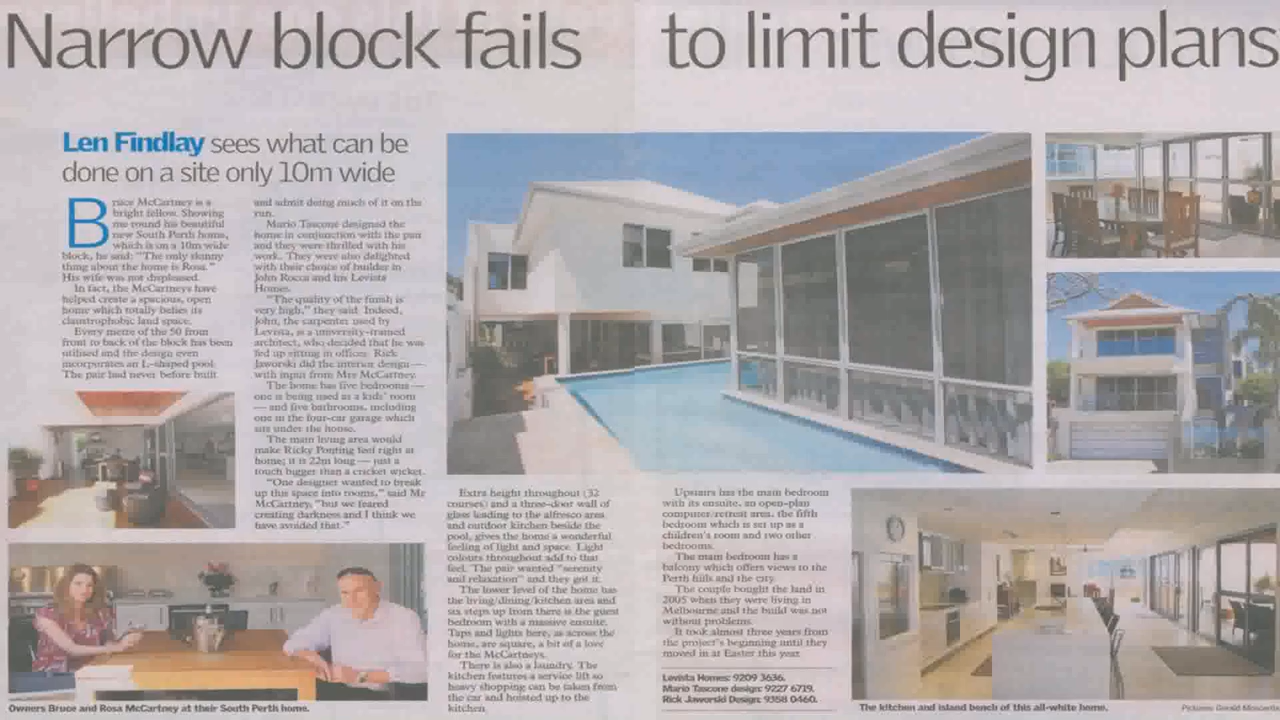 Narrow block fails to limit design plans
Len Findlay sees what can be
done on a site only 10m wide
Bruce McCartney is a
bright fellow. Showing
me round his beautiful
new South Perth home,
which is on a 10m wide
block, he said: "The only skinny
thing about the home is Rosa."
His wife was not displeased.
In fact, the McCartneys have
helped create a spacious, open
home which totally belies its
claustrophobic land space.
Every metre of the 50 from
front to back of the block has been
utilised and the design even
incorporates an L-shaped pool.
The pair had never before built
and admit doing much of it on the
run.
Mario Tascone designed the
home in conjunction with the pair
and they were thrilled with his
work. They were also delighted
with their choice of builder in
John Rocca and his Levista
Homes.
"The quality of the finish is
very high," they said. Indeed,
John, the carpenter used by
Levista, is a university-trained
architect, who decided that he was
fed up sitting in offices. Rick
Jaworski did the interior design —
with input from Mrs McCartney.
The home has five bedrooms —
one is being used as a kids' room
— and five bathrooms, including
one in the four-car garage which
sits under the house.
The main living area would
make Ricky Ponting feel right at
home; it is 22m long — just a
touch bigger than a cricket wicket.
"One designer wanted to break
up this space into rooms," said Mr
McCartney, "but we feared
creating darkness and I think we
have avoided that."
Owners Bruce and Rosa McCartney at their South Perth home.
Extra height throughout (32
courses) and a three-door wall of
glass leading to the alfresco area
and outdoor kitchen beside the
pool, gives the home a wonderful
feeling of light and space. Light
colours throughout add to that
feel. The pair wanted "serenity
and relaxation" and they got it.
The lower level of the home has
the living/dining/kitchen area and
six steps up from there is the guest
bedroom with a massive ensuite.
Taps and lights here, as across the
home, are square, a bit of a love
for the McCartneys.
There is also a laundry. The
kitchen features a service lift so
heavy shopping can be taken from
the car and hoisted up to the
kitchen.
Upstairs has the main bedroom
with its ensuite, an open-plan
computer/retreat area, the fifth
bedroom which is set up as a
children's room and two other
bedrooms.
The main bedroom has a
balcony which offers views to the
Perth hills and the city.
The couple bought the land in
2005 when they were living in
Melbourne and the build was not
without problems.
It took almost three years from
the project's beginning until they
moved in at Easter this year.
Levista Homes: 9209 3636.
Mario Tascone design: 9227 6719.
Rick Jaworski Design: 9358 0460.
The kitchen and island bench of this all-white home.
Pictures: Gerald Moscarda